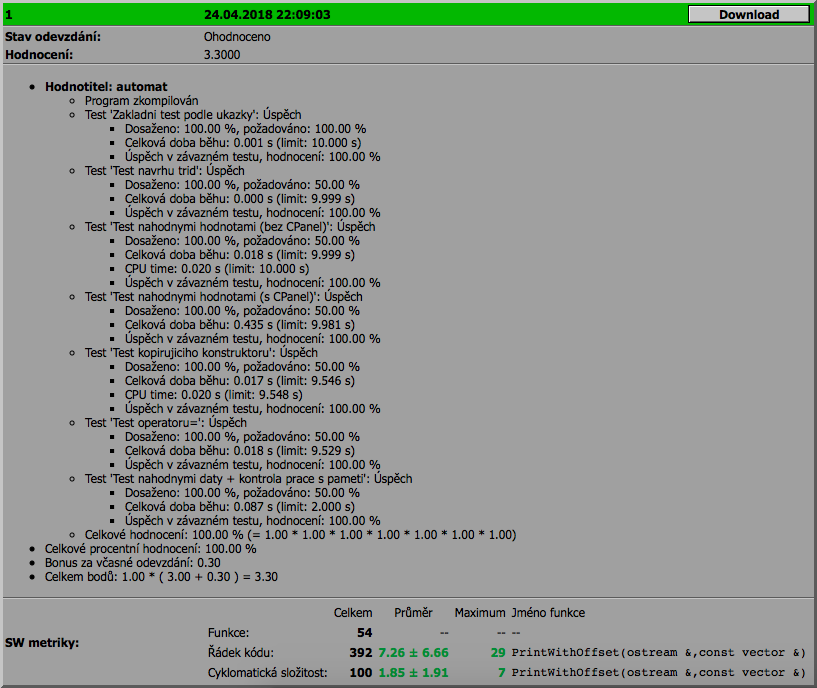 1 24.04.2018 22:09:03 Download
Stav odevzdání: Ohodnoceno
Hodnocení: 3.3000
Hodnotitel: automat
Program zkompilován
Test 'Zakladni test podle ukazky': Úspěch
Dosaženo: 100.00 %, požadováno: 100.00 %
Celková doba běhu: 0.001 s (limit: 10.000 s)
Úspěch v závazném testu, hodnocení: 100.00 %
Test 'Test navrhu trid': Úspěch
Dosaženo: 100.00 %, požadováno: 50.00 %
Celková doba běhu: 0.000 s (limit: 9.999 s)
Úspěch v závazném testu, hodnocení: 100.00 %
Test 'Test nahodnymi hodnotami (bez CPanel)': Úspěch
Dosaženo: 100.00 %, požadováno: 50.00 %
Celková doba běhu: 0.018 s (limit: 9.999 s)
CPU time: 0.020 s (limit: 10.000 s)
Úspěch v závazném testu, hodnocení: 100.00 %
Test 'Test nahodnymi hodnotami (s CPanel)': Úspěch
Dosaženo: 100.00 %, požadováno: 50.00 %
Celková doba běhu: 0.435 s (limit: 9.981 s)
Úspěch v závazném testu, hodnocení: 100.00 %
Test 'Test kopirujiciho konstruktoru': Úspěch
Dosaženo: 100.00 %, požadováno: 50.00 %
Celková doba běhu: 0.017 s (limit: 9.546 s)
CPU time: 0.020 s (limit: 9.548 s)
Úspěch v závazném testu, hodnocení: 100.00 %
Test 'Test operatoru=': Úspěch
Dosaženo: 100.00 %, požadováno: 50.00 %
Celková doba běhu: 0.018 s (limit: 9.529 s)
Úspěch v závazném testu, hodnocení: 100.00 %
Test 'Test nahodnymi daty + kontrola prace s pameti': Úspěch
Dosaženo: 100.00 %, požadováno: 50.00 %
Celková doba běhu: 0.087 s (limit: 2.000 s)
Úspěch v závazném testu, hodnocení: 100.00 %
Celkové hodnocení: 100.00 % (= 1.00 * 1.00 * 1.00 * 1.00 * 1.00 * 1.00 * 1.00)
Celkové procentní hodnocení: 100.00 %
Bonus za včasné odevzdání: 0.30
Celkem bodů: 1.00 * ( 3.00 + 0.30 ) = 3.30
SW metriky:
Celkem Průměr Maximum Jméno funkce
Funkce: 54 -- -- --
Řádek kódu: 392 7.26 ± 6.66 29 PrintWithOffset(ostream &,const vector &)
Cyklomatická složitost: 100 1.85 ± 1.91 7 PrintWithOffset(ostream &,const vector &)